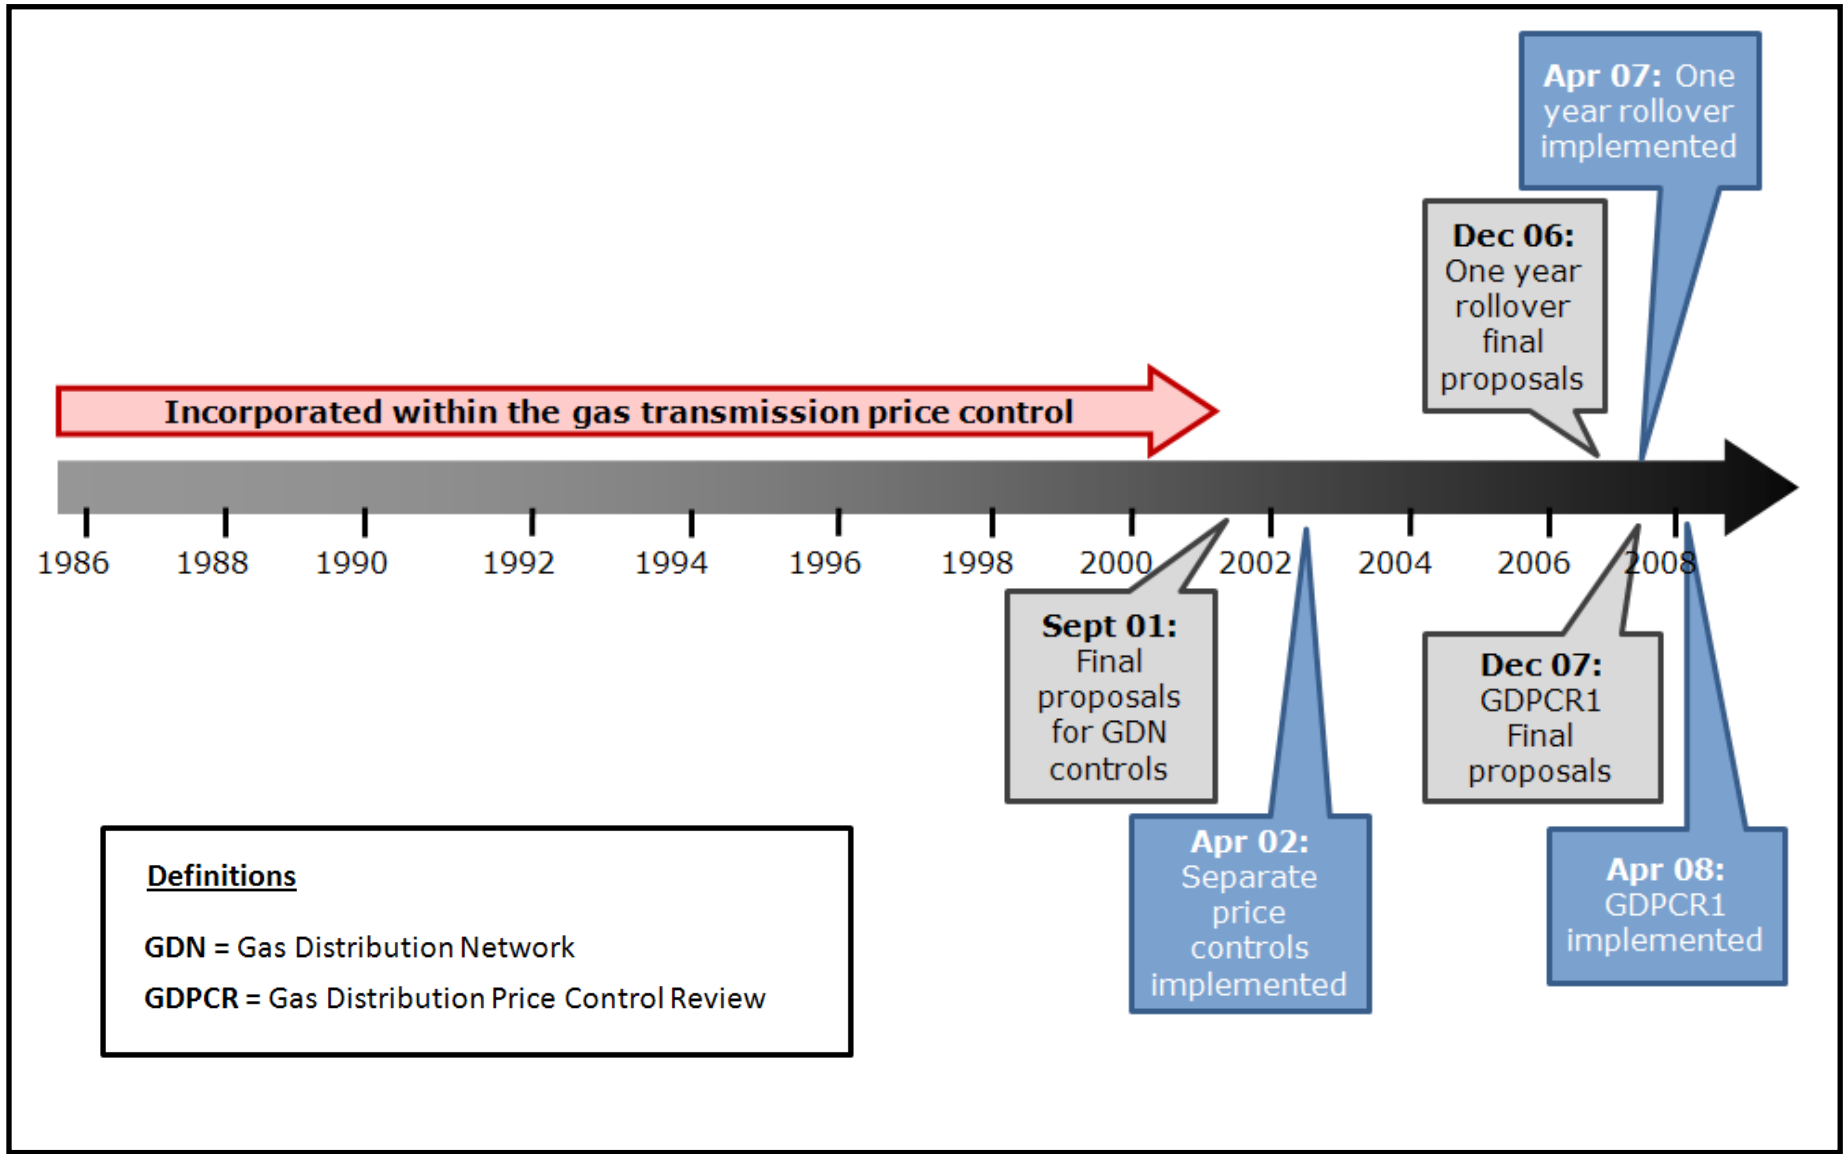 Apr 07: One
year rollover
implemented
Dec 06:
One year
rollover
final
proposals
Incorporated within the gas transmission price control
1986
1988
1990
1992
1994
1996
1998
2000
2002
2004
2006
2008
Sept 01:
Final
proposals
for GDN
controls
Dec 07:
GDPCR1
Final
proposals
Apr 02:
Separate
price
controls
implemented
Apr 08:
GDPCR1
implemented
Definitions
GDN = Gas Distribution Network
GDPCR = Gas Distribution Price Control Review